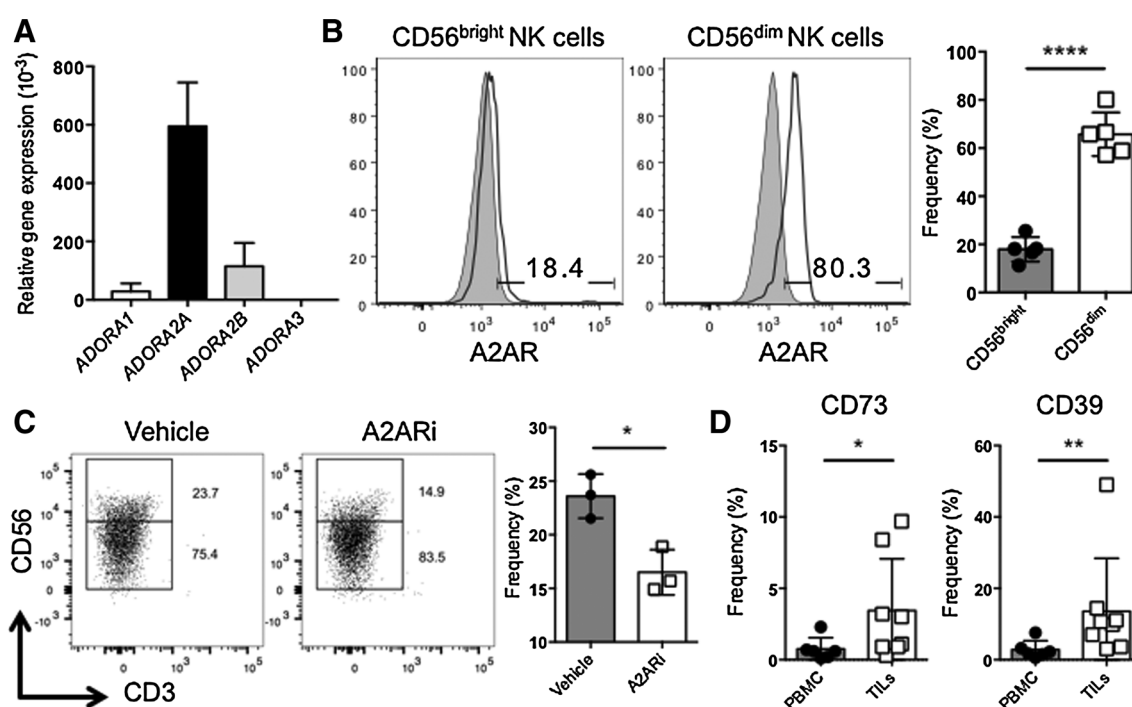 A
Relative gene expression (10⁻³)
800
600
400
200
0
ADORA1
ADORA2A
ADORA2B
ADORA3
B
CD56bright NK cells
100
80
60
40
20
0
18.4
0
10³
10⁴
10⁵
A2AR
CD56dim NK cells
100
80
60
40
20
0
80.3
0
10³
10⁴
10⁵
A2AR
Frequency (%)
100
80
60
40
20
0
****
CD56bright
CD56dim
C
Vehicle
CD56
10⁵
10⁴
10³
0
-10³
23.7
75.4
0
10³
10⁵
CD3
A2ARi
10⁵
10⁴
10³
0
-10³
14.9
83.5
0
10³
10⁵
Frequency (%)
30
25
20
15
10
*
Vehicle
A2ARi
D
CD73
Frequency (%)
15
10
5
0
*
PBMC
TILs
CD39
Frequency (%)
60
40
20
0
**
PBMC
TILs